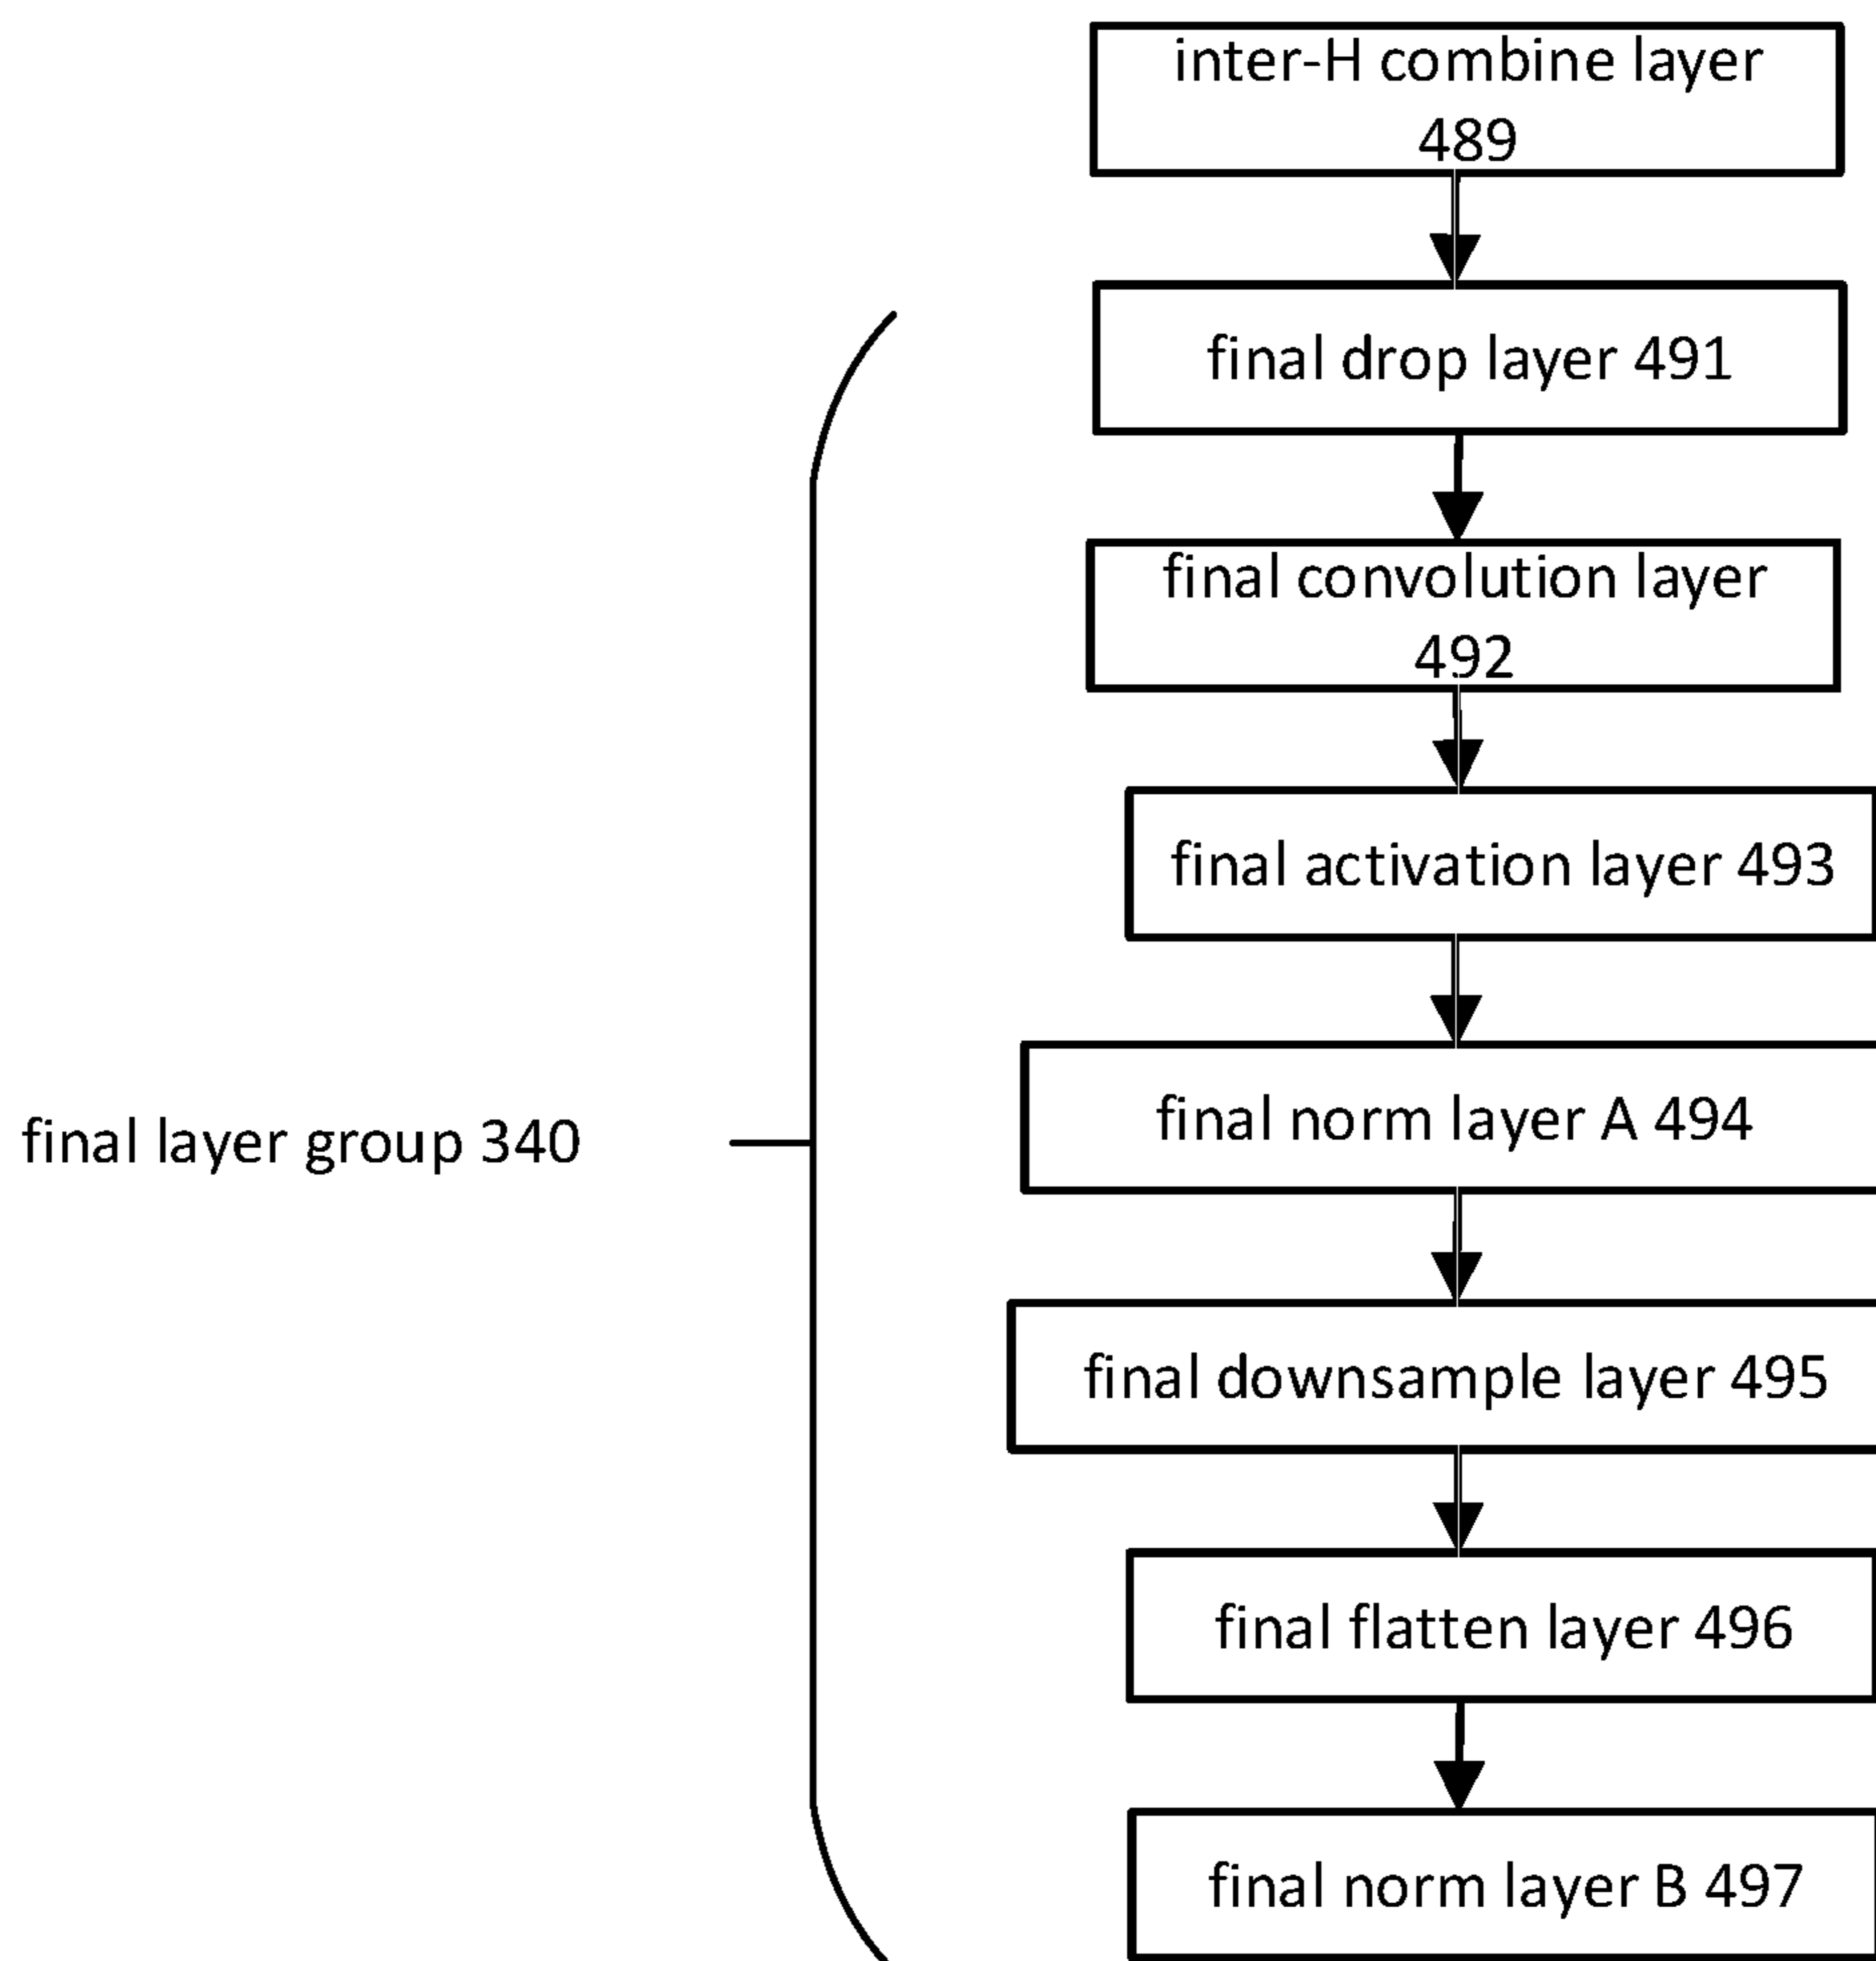 inter-H combine layer
489
final drop layer 491
final convolution layer
492
final activation layer 493
final norm layer A 494
final layer group 340
final downsample layer 495
final flatten layer 496
final norm layer B 497